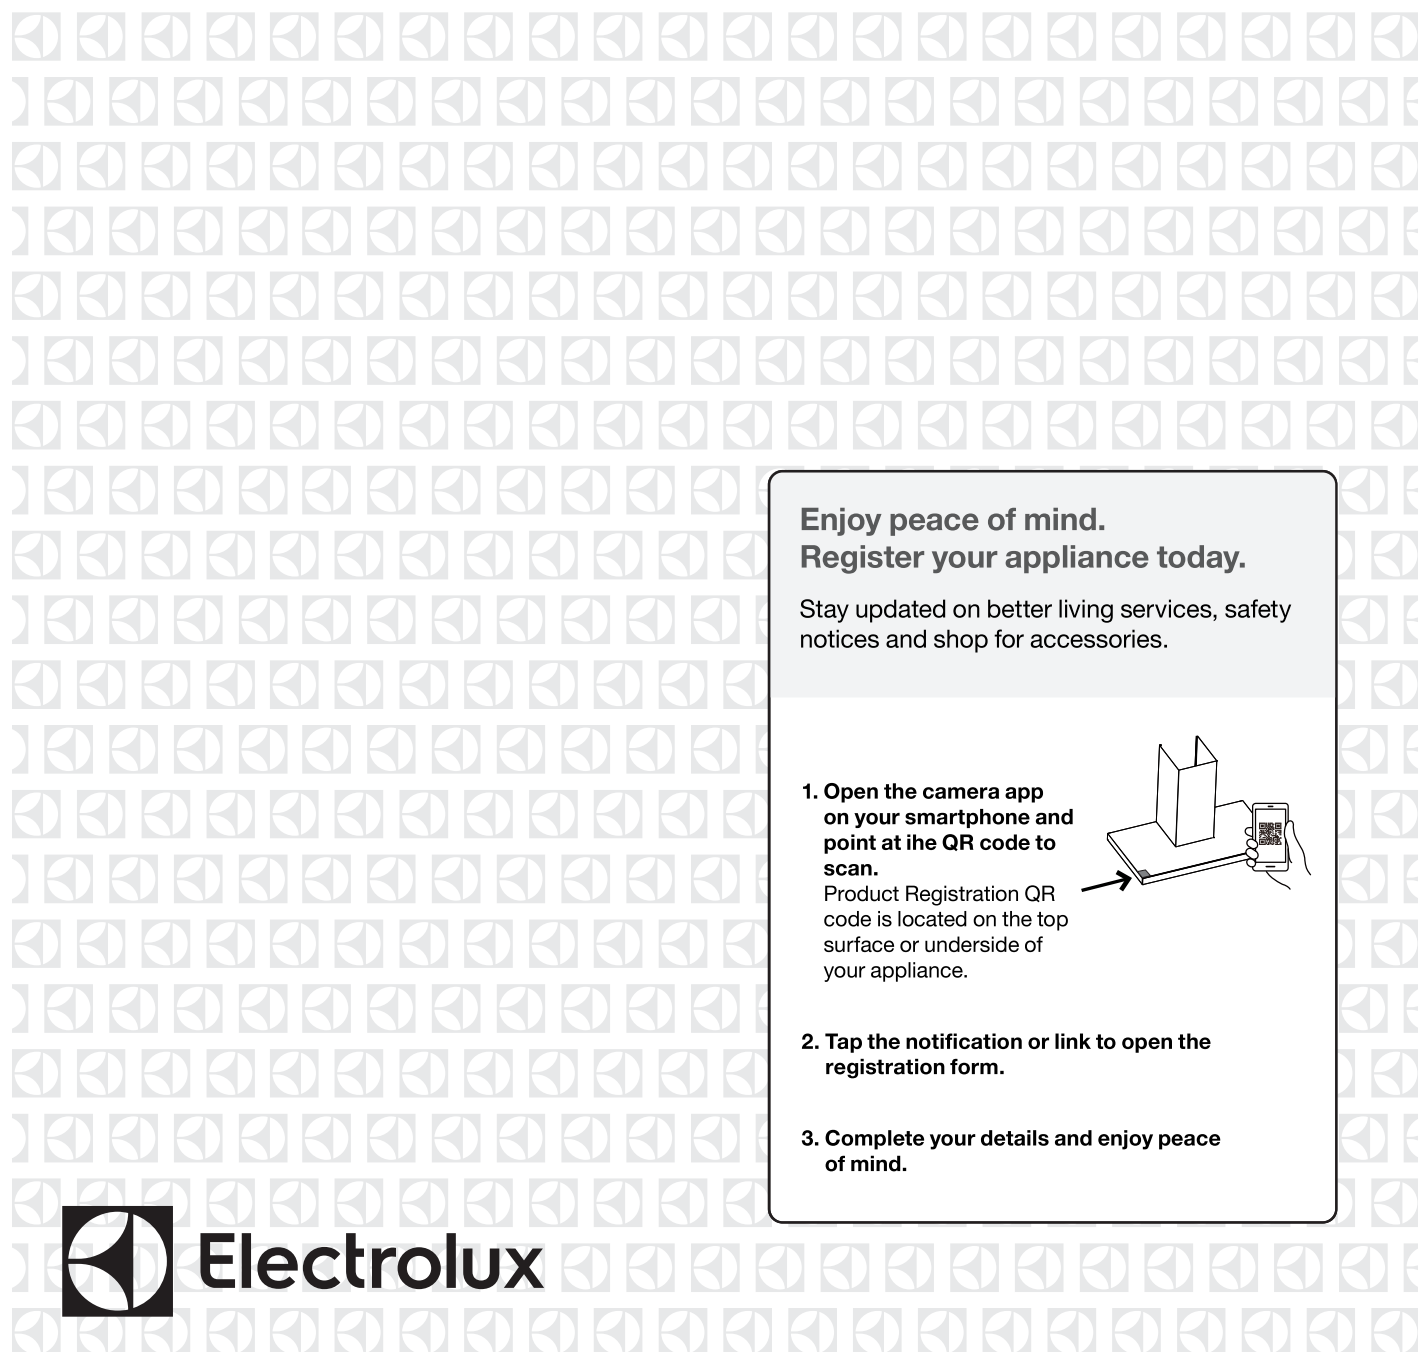 Enjoy peace of mind.
Register your appliance today.
Stay updated on better living services, safety
notices and shop for accessories.
1. Open the camera app
on your smartphone and
point at ihe QR code to
scan.
Product Registration QR
code is located on the top
surface or underside of
your appliance.
2. Tap the notification or link to open the
registration form.
3. Complete your details and enjoy peace
of mind.
Electrolux